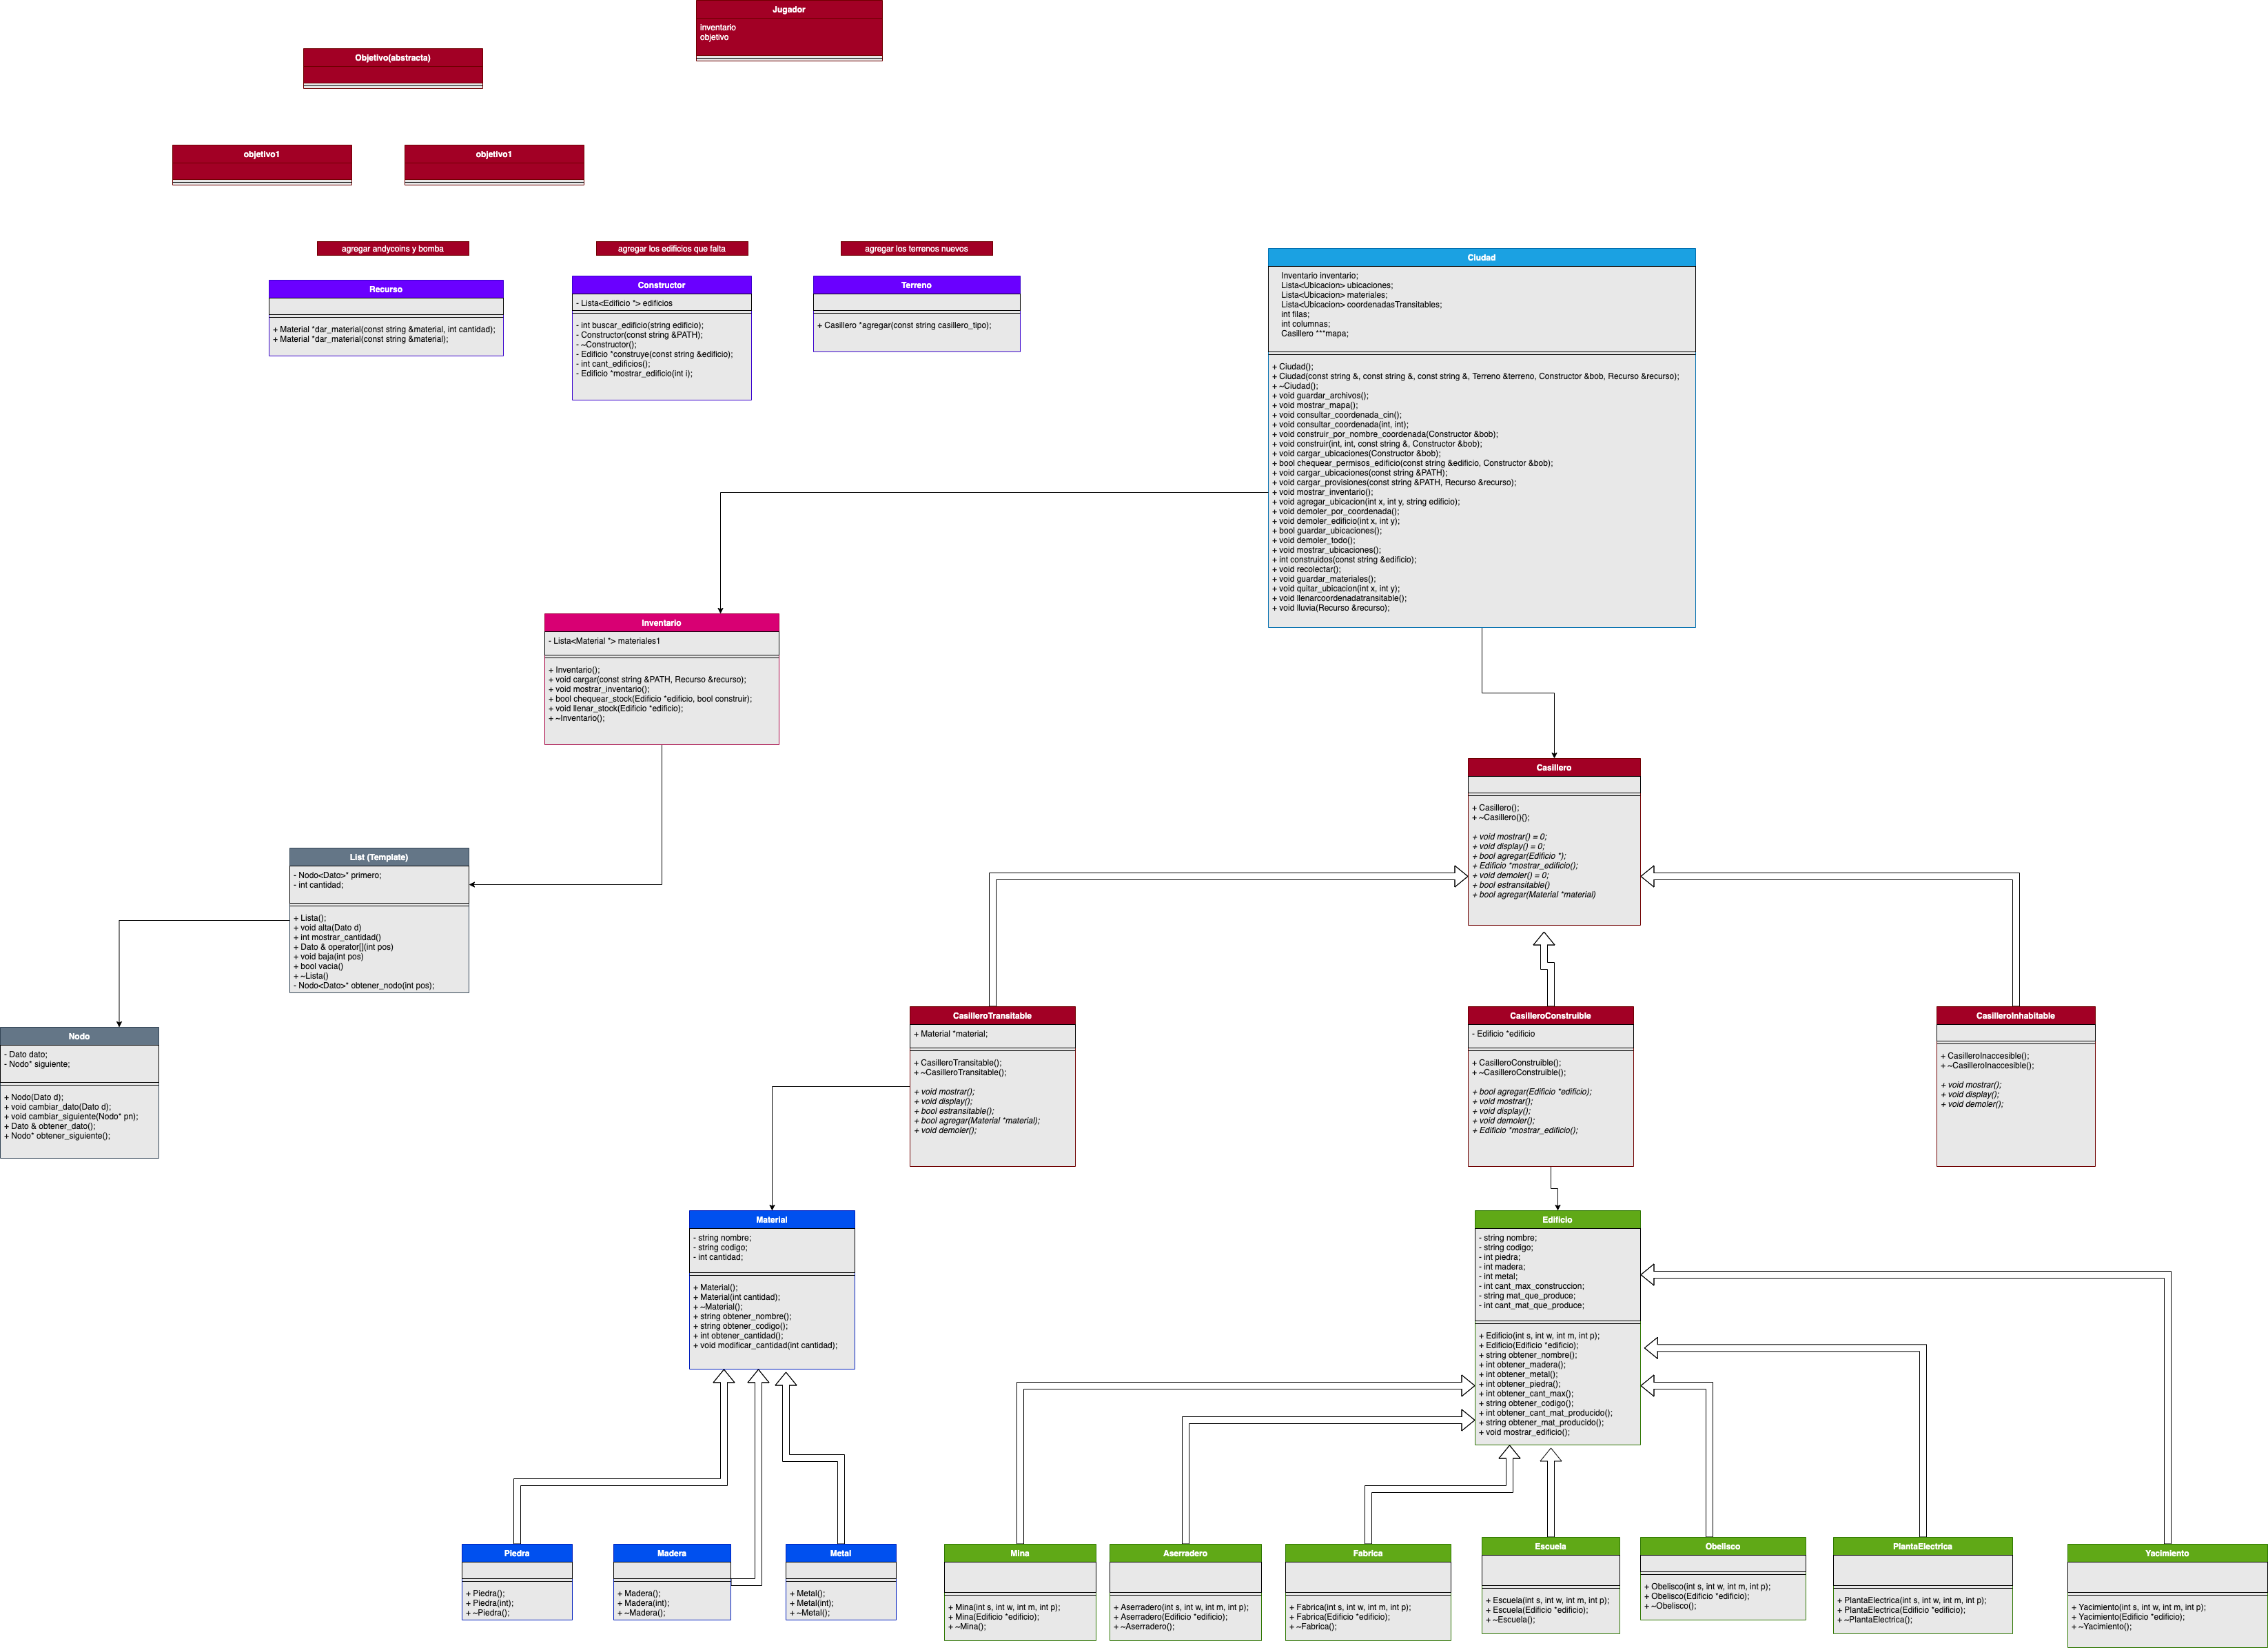 Jugador
inventario
objetivo
Objetivo(abstracta)
objetivo1
objetivo1
agregar andycoins y bomba
agregar los edificios que falta
agregar los terrenos nuevos
Recurso
+ Material *dar_material(const string &material, int cantidad);
+ Material *dar_material(const string &material);
Constructor
- Lista<Edificio *> edificios
- int buscar_edificio(string edificio);
- Constructor(const string &PATH);
- ~Constructor();
- Edificio *construye(const string &edificio);
- int cant_edificios();
- Edificio *mostrar_edificio(int i);
Terreno
+ Casillero *agregar(const string casillero_tipo);
Ciudad
Inventario inventario;
Lista<Ubicacion> ubicaciones;
Lista<Ubicacion> materiales;
Lista<Ubicacion> coordenadasTransitables;
int filas;
int columnas;
Casillero ***mapa;
+ Ciudad();
+ Ciudad(const string &, const string &, const string &, Terreno &terreno, Constructor &bob, Recurso &recurso);
+ ~Ciudad();
+ void guardar_archivos();
+ void mostrar_mapa();
+ void consultar_coordenada_cin();
+ void consultar_coordenada(int, int);
+ void construir_por_nombre_coordenada(Constructor &bob);
+ void construir(int, int, const string &, Constructor &bob);
+ void cargar_ubicaciones(Constructor &bob);
+ bool chequear_permisos_edificio(const string &edificio, Constructor &bob);
+ void cargar_ubicaciones(const string &PATH);
+ void cargar_provisiones(const string &PATH, Recurso &recurso);
+ void mostrar_inventario();
+ void agregar_ubicacion(int x, int y, string edificio);
+ void demoler_por_coordenada();
+ void demoler_edificio(int x, int y);
+ bool guardar_ubicaciones();
+ void demoler_todo();
+ void mostrar_ubicaciones();
+ int construidos(const string &edificio);
+ void recolectar();
+ void guardar_materiales();
+ void quitar_ubicacion(int x, int y);
+ void llenarcoordenadatransitable();
+ void lluvia(Recurso &recurso);
Inventario
- Lista<Material *> materiales1
+ Inventario();
+ void cargar(const string &PATH, Recurso &recurso);
+ void mostrar_inventario();
+ bool chequear_stock(Edificio *edificio, bool construir);
+ void llenar_stock(Edificio *edificio);
+ ~Inventario();
Casillero
+ Casillero();
+ ~Casillero(){};
+ void mostrar() = 0;
+ void display() = 0;
+ bool agregar(Edificio *);
+ Edificio *mostrar_edificio();
+ void demoler() = 0;
+ bool estransitable()
+ bool agregar(Material *material)
List (Template)
- Nodo<Dato>* primero;
- int cantidad;
+ Lista();
+ void alta(Dato d)
+ int mostrar_cantidad()
+ Dato & operator[](int pos)
+ void baja(int pos)
+ bool vacia()
+ ~Lista()
- Nodo<Dato>* obtener_nodo(int pos);
Nodo
- Dato dato;
- Nodo* siguiente;
+ Nodo(Dato d);
+ void cambiar_dato(Dato d);
+ void cambiar_siguiente(Nodo* pn);
+ Dato & obtener_dato();
+ Nodo* obtener_siguiente();
CasilleroTransitable
+ Material *material;
+ CasilleroTransitable();
+ ~CasilleroTransitable();
+ void mostrar();
+ void display();
+ bool estransitable();
+ bool agregar(Material *material);
+ void demoler();
CasilleroConstruible
- Edificio *edificio
+ CasilleroConstruible();
+ ~CasilleroConstruible();
+ bool agregar(Edificio *edificio);
+ void mostrar();
+ void display();
+ void demoler();
+ Edificio *mostrar_edificio();
CasilleroInhabitable
+ CasilleroInaccesible();
+ ~CasilleroInaccesible();
+ void mostrar();
+ void display();
+ void demoler();
Material
- string nombre;
- string codigo;
- int cantidad;
+ Material();
+ Material(int cantidad);
+ ~Material();
+ string obtener_nombre();
+ string obtener_codigo();
+ int obtener_cantidad();
+ void modificar_cantidad(int cantidad);
Edificio
- string nombre;
- string codigo;
- int piedra;
- int madera;
- int metal;
- int cant_max_construccion;
- string mat_que_produce;
- int cant_mat_que_produce;
+ Edificio(int s, int w, int m, int p);
+ Edificio(Edificio *edificio);
+ string obtener_nombre();
+ int obtener_madera();
+ int obtener_metal();
+ int obtener_piedra();
+ int obtener_cant_max();
+ string obtener_codigo();
+ int obtener_cant_mat_producido();
+ string obtener_mat_producido();
+ void mostrar_edificio();
Piedra
+ Piedra();
+ Piedra(int);
+ ~Piedra();
Madera
+ Madera();
+ Madera(int);
+ ~Madera();
Metal
+ Metal();
+ Metal(int);
+ ~Metal();
Mina
+ Mina(int s, int w, int m, int p);
+ Mina(Edificio *edificio);
+ ~Mina();
Aserradero
+ Aserradero(int s, int w, int m, int p);
+ Aserradero(Edificio *edificio);
+ ~Aserradero();
Fabrica
+ Fabrica(int s, int w, int m, int p);
+ Fabrica(Edificio *edificio);
+ ~Fabrica();
Escuela
+ Escuela(int s, int w, int m, int p);
+ Escuela(Edificio *edificio);
+ ~Escuela();
Obelisco
+ Obelisco(int s, int w, int m, int p);
+ Obelisco(Edificio *edificio);
+ ~Obelisco();
PlantaElectrica
+ PlantaElectrica(int s, int w, int m, int p);
+ PlantaElectrica(Edificio *edificio);
+ ~PlantaElectrica();
Yacimiento
+ Yacimiento(int s, int w, int m, int p);
+ Yacimiento(Edificio *edificio);
+ ~Yacimiento();